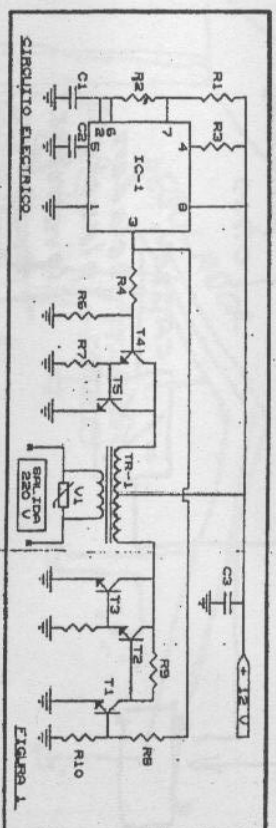 CIRCUITO ELECTRICO
C1
R2
R1
2
6
7
C2
5
IC-1
4
R3
1
3
8
R4
R6
T4
R7
T5
TR-1
V1
SALIDA
220 V
C3
+ 12 V
T3
T2
R9
T1
R8
R10
FIGURA 1